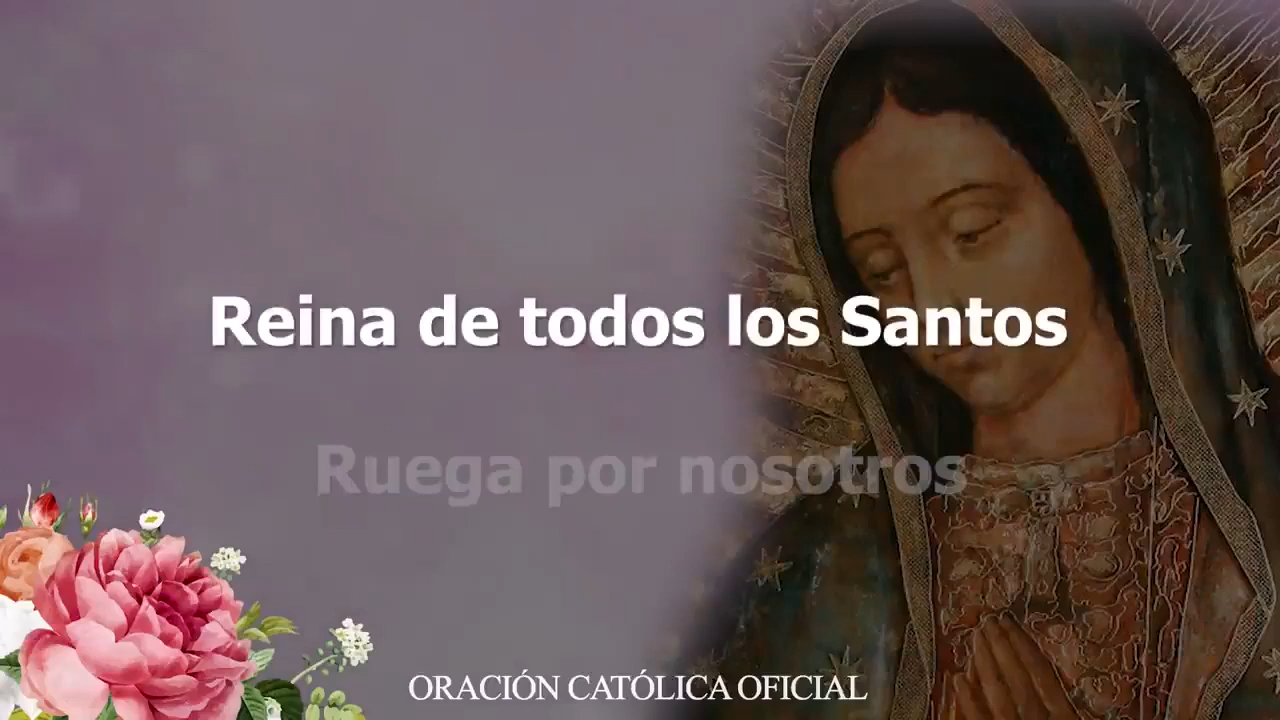 Reina de todos los Santos
Ruega por nosotros
ORACIÓN CATÓLICA OFICIAL